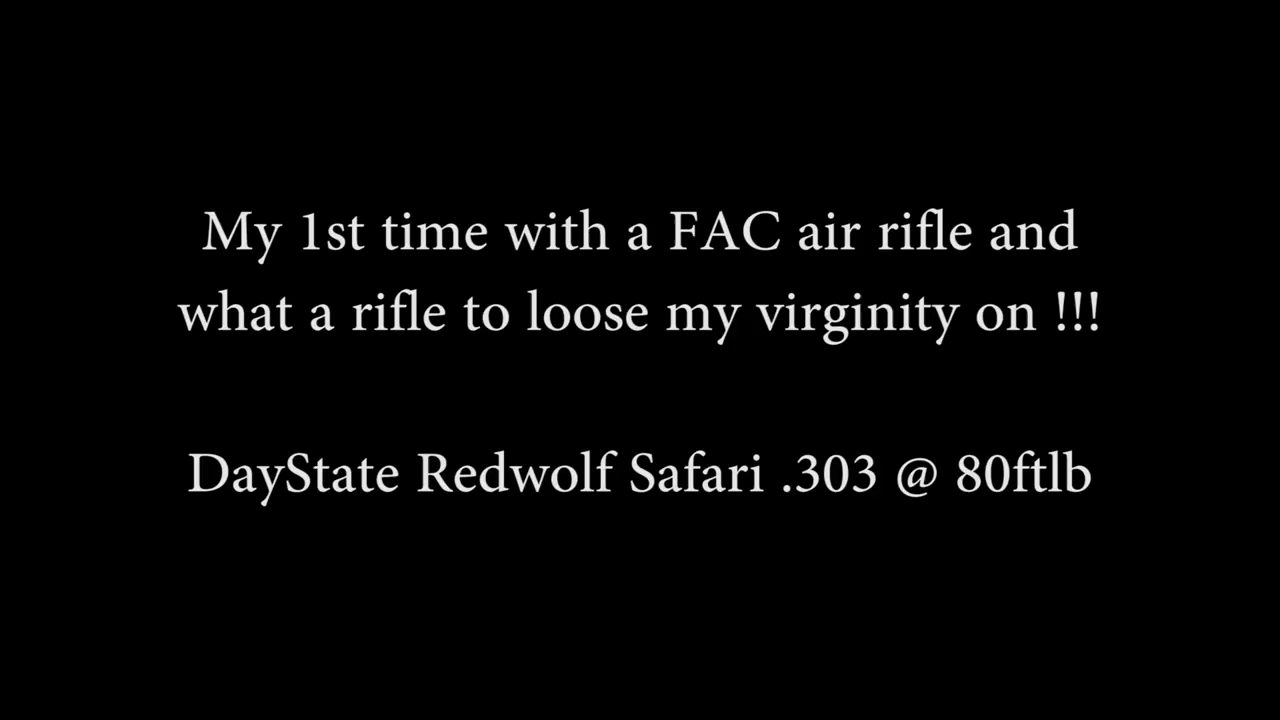 My 1st time with a FAC air rifle and
what a rifle to loose my virginity on !!!
DayState Redwolf Safari .303 @ 80ftlb